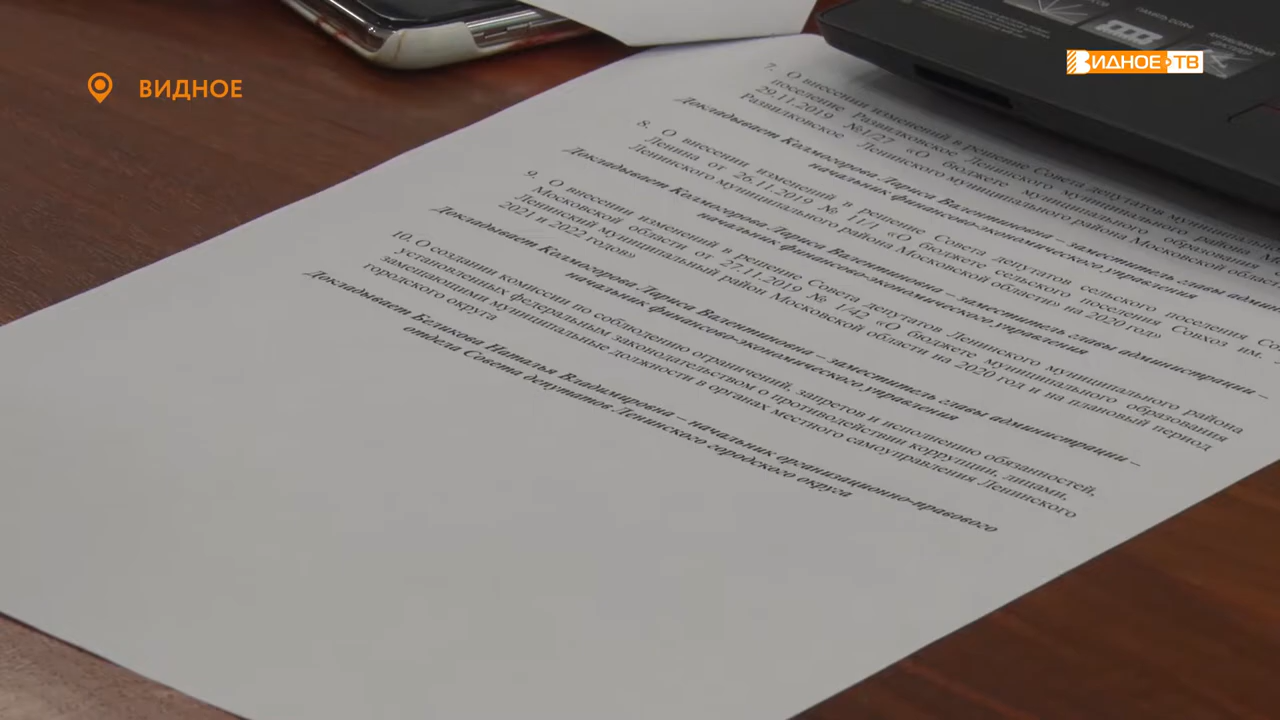 ВИДНОЕ
ВИДНОЕ ТВ
7. О внесении изменений в решение Совета депутатов
поселение Развилковское Ленинского муниципального района
29.11.2019 №1/27 «О бюджете муниципального образования
Развилковское Ленинского муниципального района Московской области
Докладывает Колмогорова Лариса Валентиновна – заместитель главы
начальник финансово-экономического управления
8. О внесении изменений в решение Совета депутатов сельского поселения
Ленина от 26.11.2019 № 11/1 «О бюджете сельского поселения Совхоз им.
Ленинского муниципального района Московской области» на 2020 год»
Докладывает Колмогорова Лариса Валентиновна – заместитель главы администрации –
начальник финансово-экономического управления
9. О внесении изменений в решение Совета депутатов Ленинского муниципального района
Московской области от 27.11.2019 № 1/42 «О бюджете муниципального образования
Ленинский муниципальный район Московской области на 2020 год и на плановый период
2021 и 2022 годов»
Докладывает Колмогорова Лариса Валентиновна – заместитель главы администрации –
начальник финансово-экономического управления
10. О создании комиссии по соблюдению ограничений, запретов и исполнению обязанностей,
установленных федеральным законодательством о противодействии коррупции, лицами,
замещающими муниципальные должности в органах местного самоуправления Ленинского
городского округа
Докладывает Беликова Наталья Владимировна – начальник организационно-правового
отдела Совета депутатов Ленинского городского округа